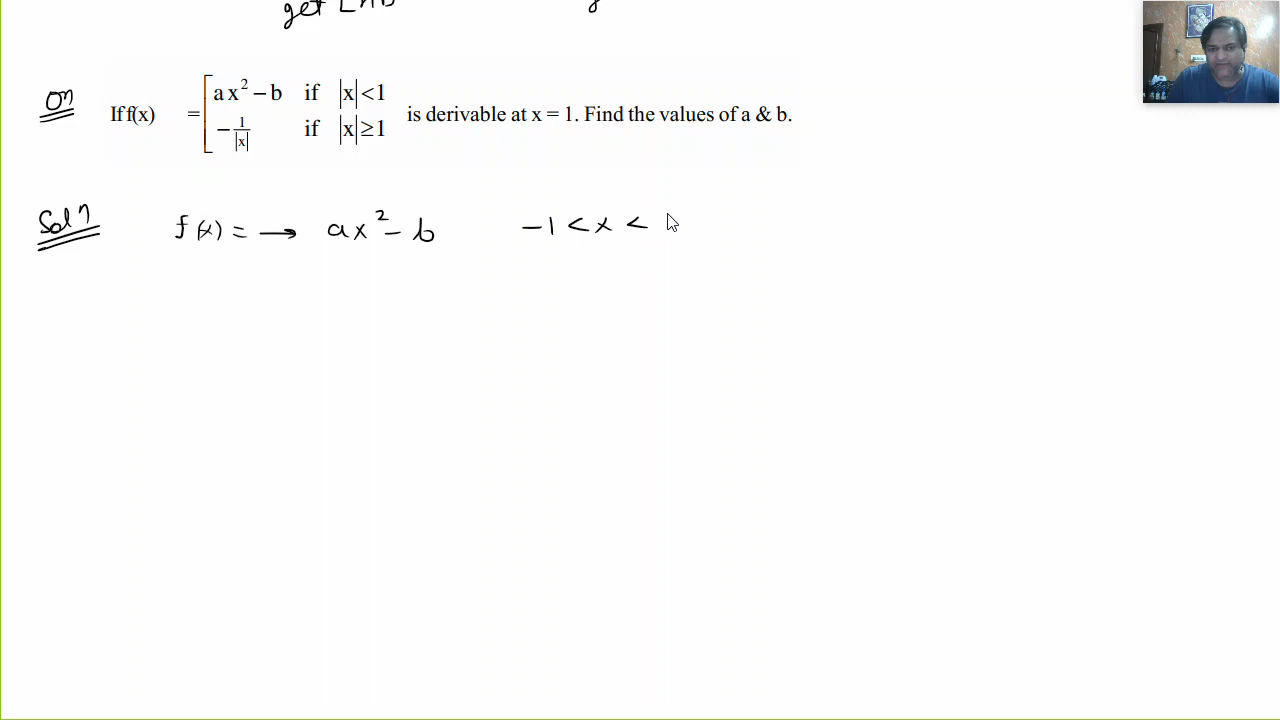 get
Qn If f(x) = [ ax² − b if |x| < 1
− 1/|x| if |x| ≥ 1 is derivable at x = 1. Find the values of a & b.
Solⁿ f(x) = → ax² − b −1 < x <